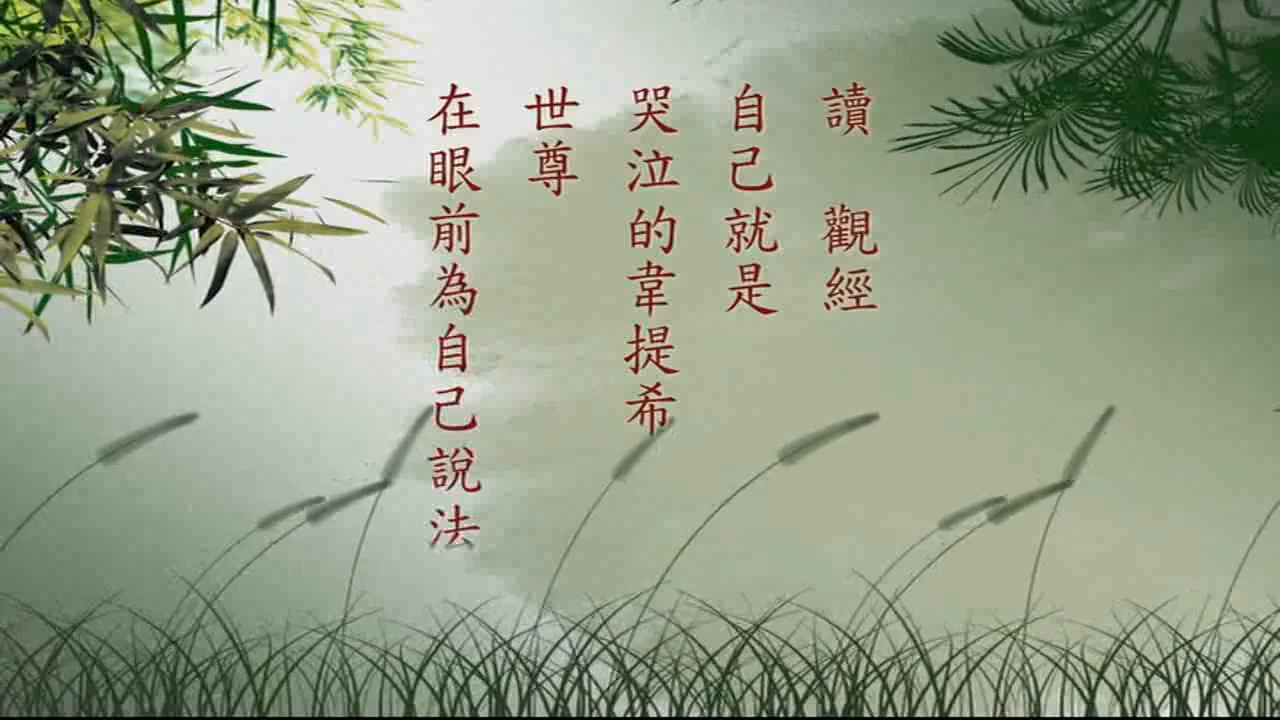 讀　觀經
自己就是
哭泣的韋提希
世尊
在眼前為自己說法